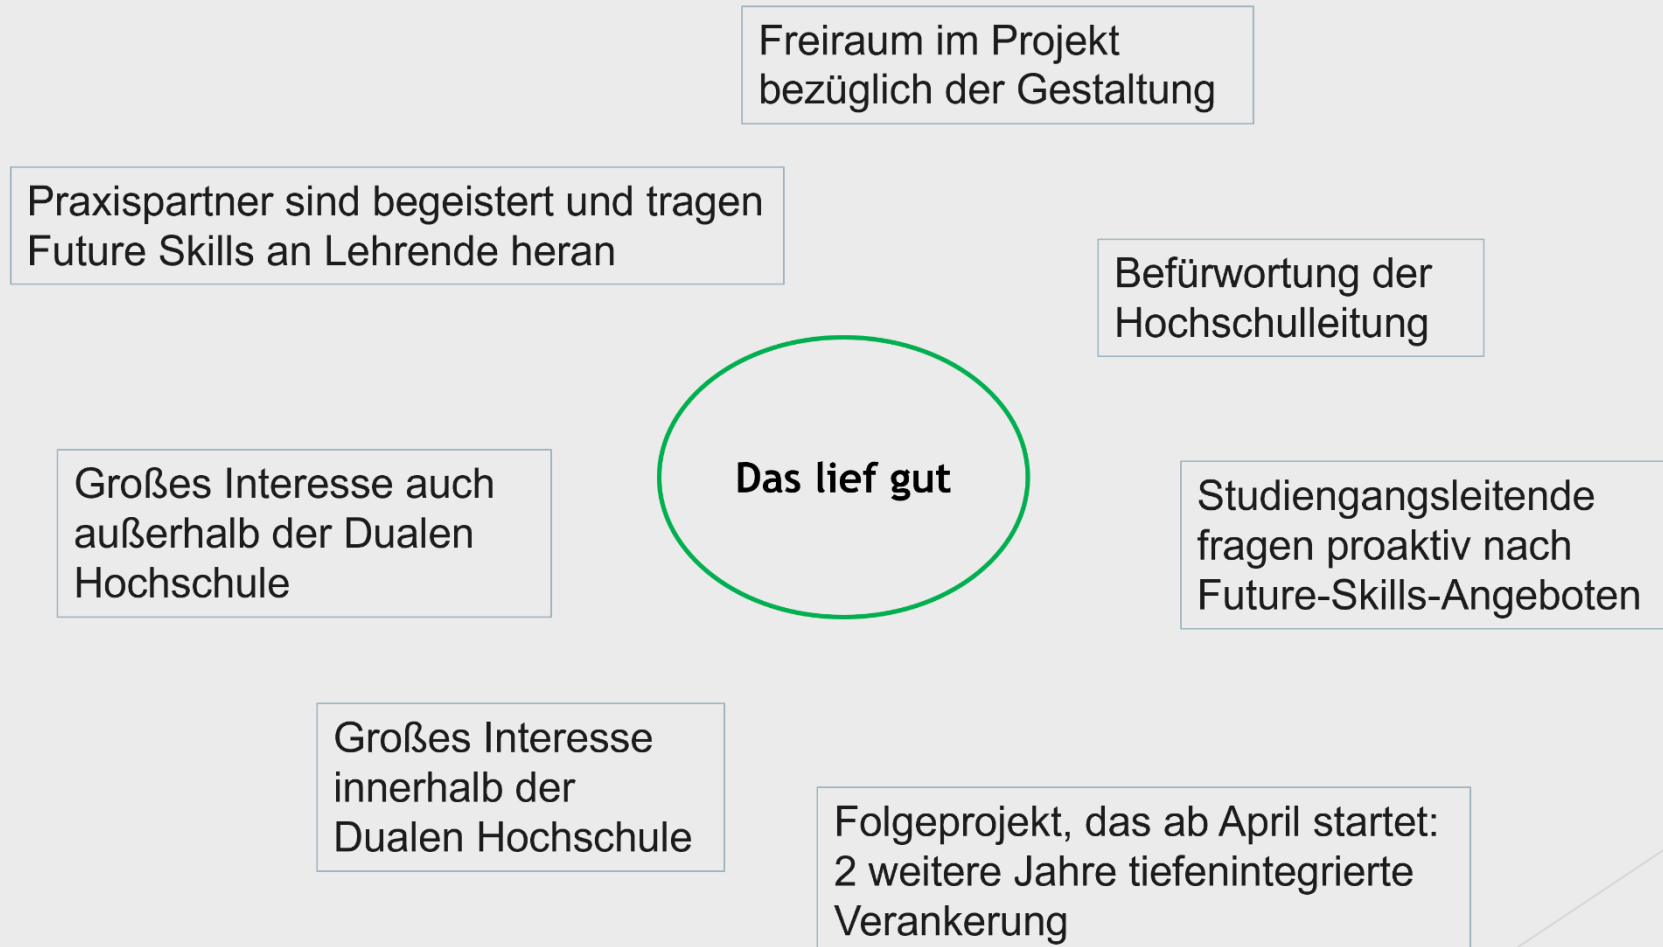 Freiraum im Projekt
bezüglich der Gestaltung
Praxispartner sind begeistert und tragen
Future Skills an Lehrende heran
Befürwortung der
Hochschulleitung
Das lief gut
Großes Interesse auch
außerhalb der Dualen
Hochschule
Studiengangsleitende
fragen proaktiv nach
Future-Skills-Angeboten
Großes Interesse
innerhalb der
Dualen Hochschule
Folgeprojekt, das ab April startet:
2 weitere Jahre tiefenintegrierte
Verankerung